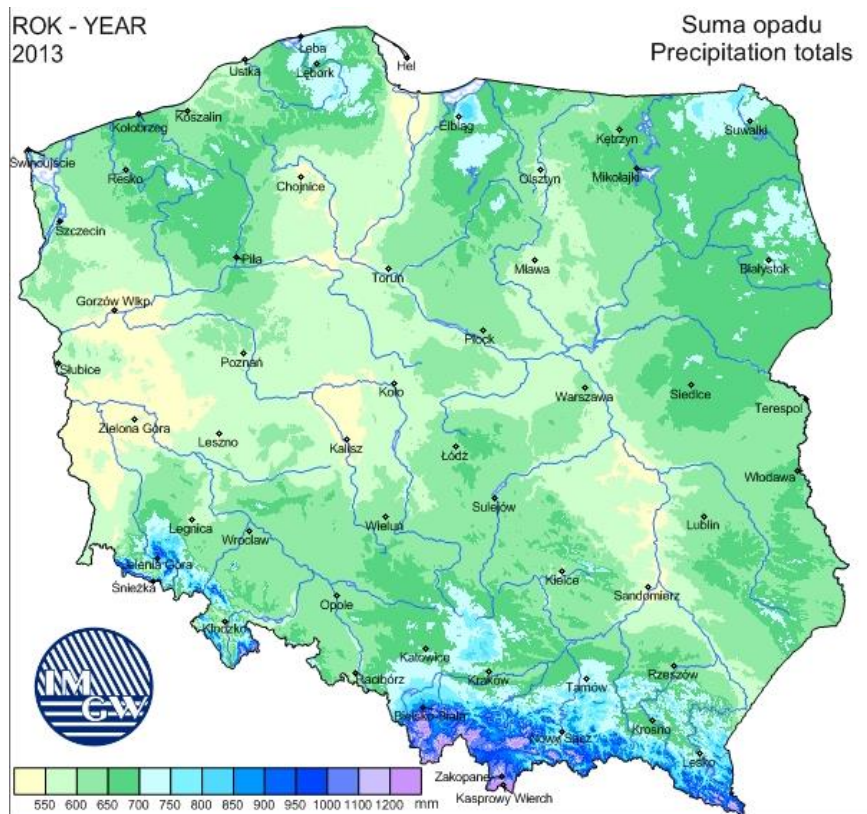 ROK - YEAR
2013
Suma opadu
Precipitation totals
Łeba
Hel
Ustka
Lębork
Koszalin
Kołobrzeg
Elbląg
Kętrzyn
Suwałki
Świnoujście
Resko
Chojnice
Olsztyn
Mikołajki
Szczecin
Piła
Toruń
Mława
Białystok
Gorzów Wlkp.
Płock
Słubice
Poznań
Koło
Warszawa
Siedlce
Terespol
Zielona Góra
Leszno
Kalisz
Łódź
Włodawa
Sulejów
Legnica
Wrocław
Wieluń
Lublin
Jelenia Góra
Śnieżka
Opole
Kielce
Sandomierz
Kłodzko
Katowice
Racibórz
Kraków
Tarnów
Rzeszów
IM
GW
Bielsko-Biała
Nowy Sącz
Krosno
Lesko
Zakopane
Kasprowy Wierch
550 600 650 700 750 800 850 900 950 1000 1100 1200 mm